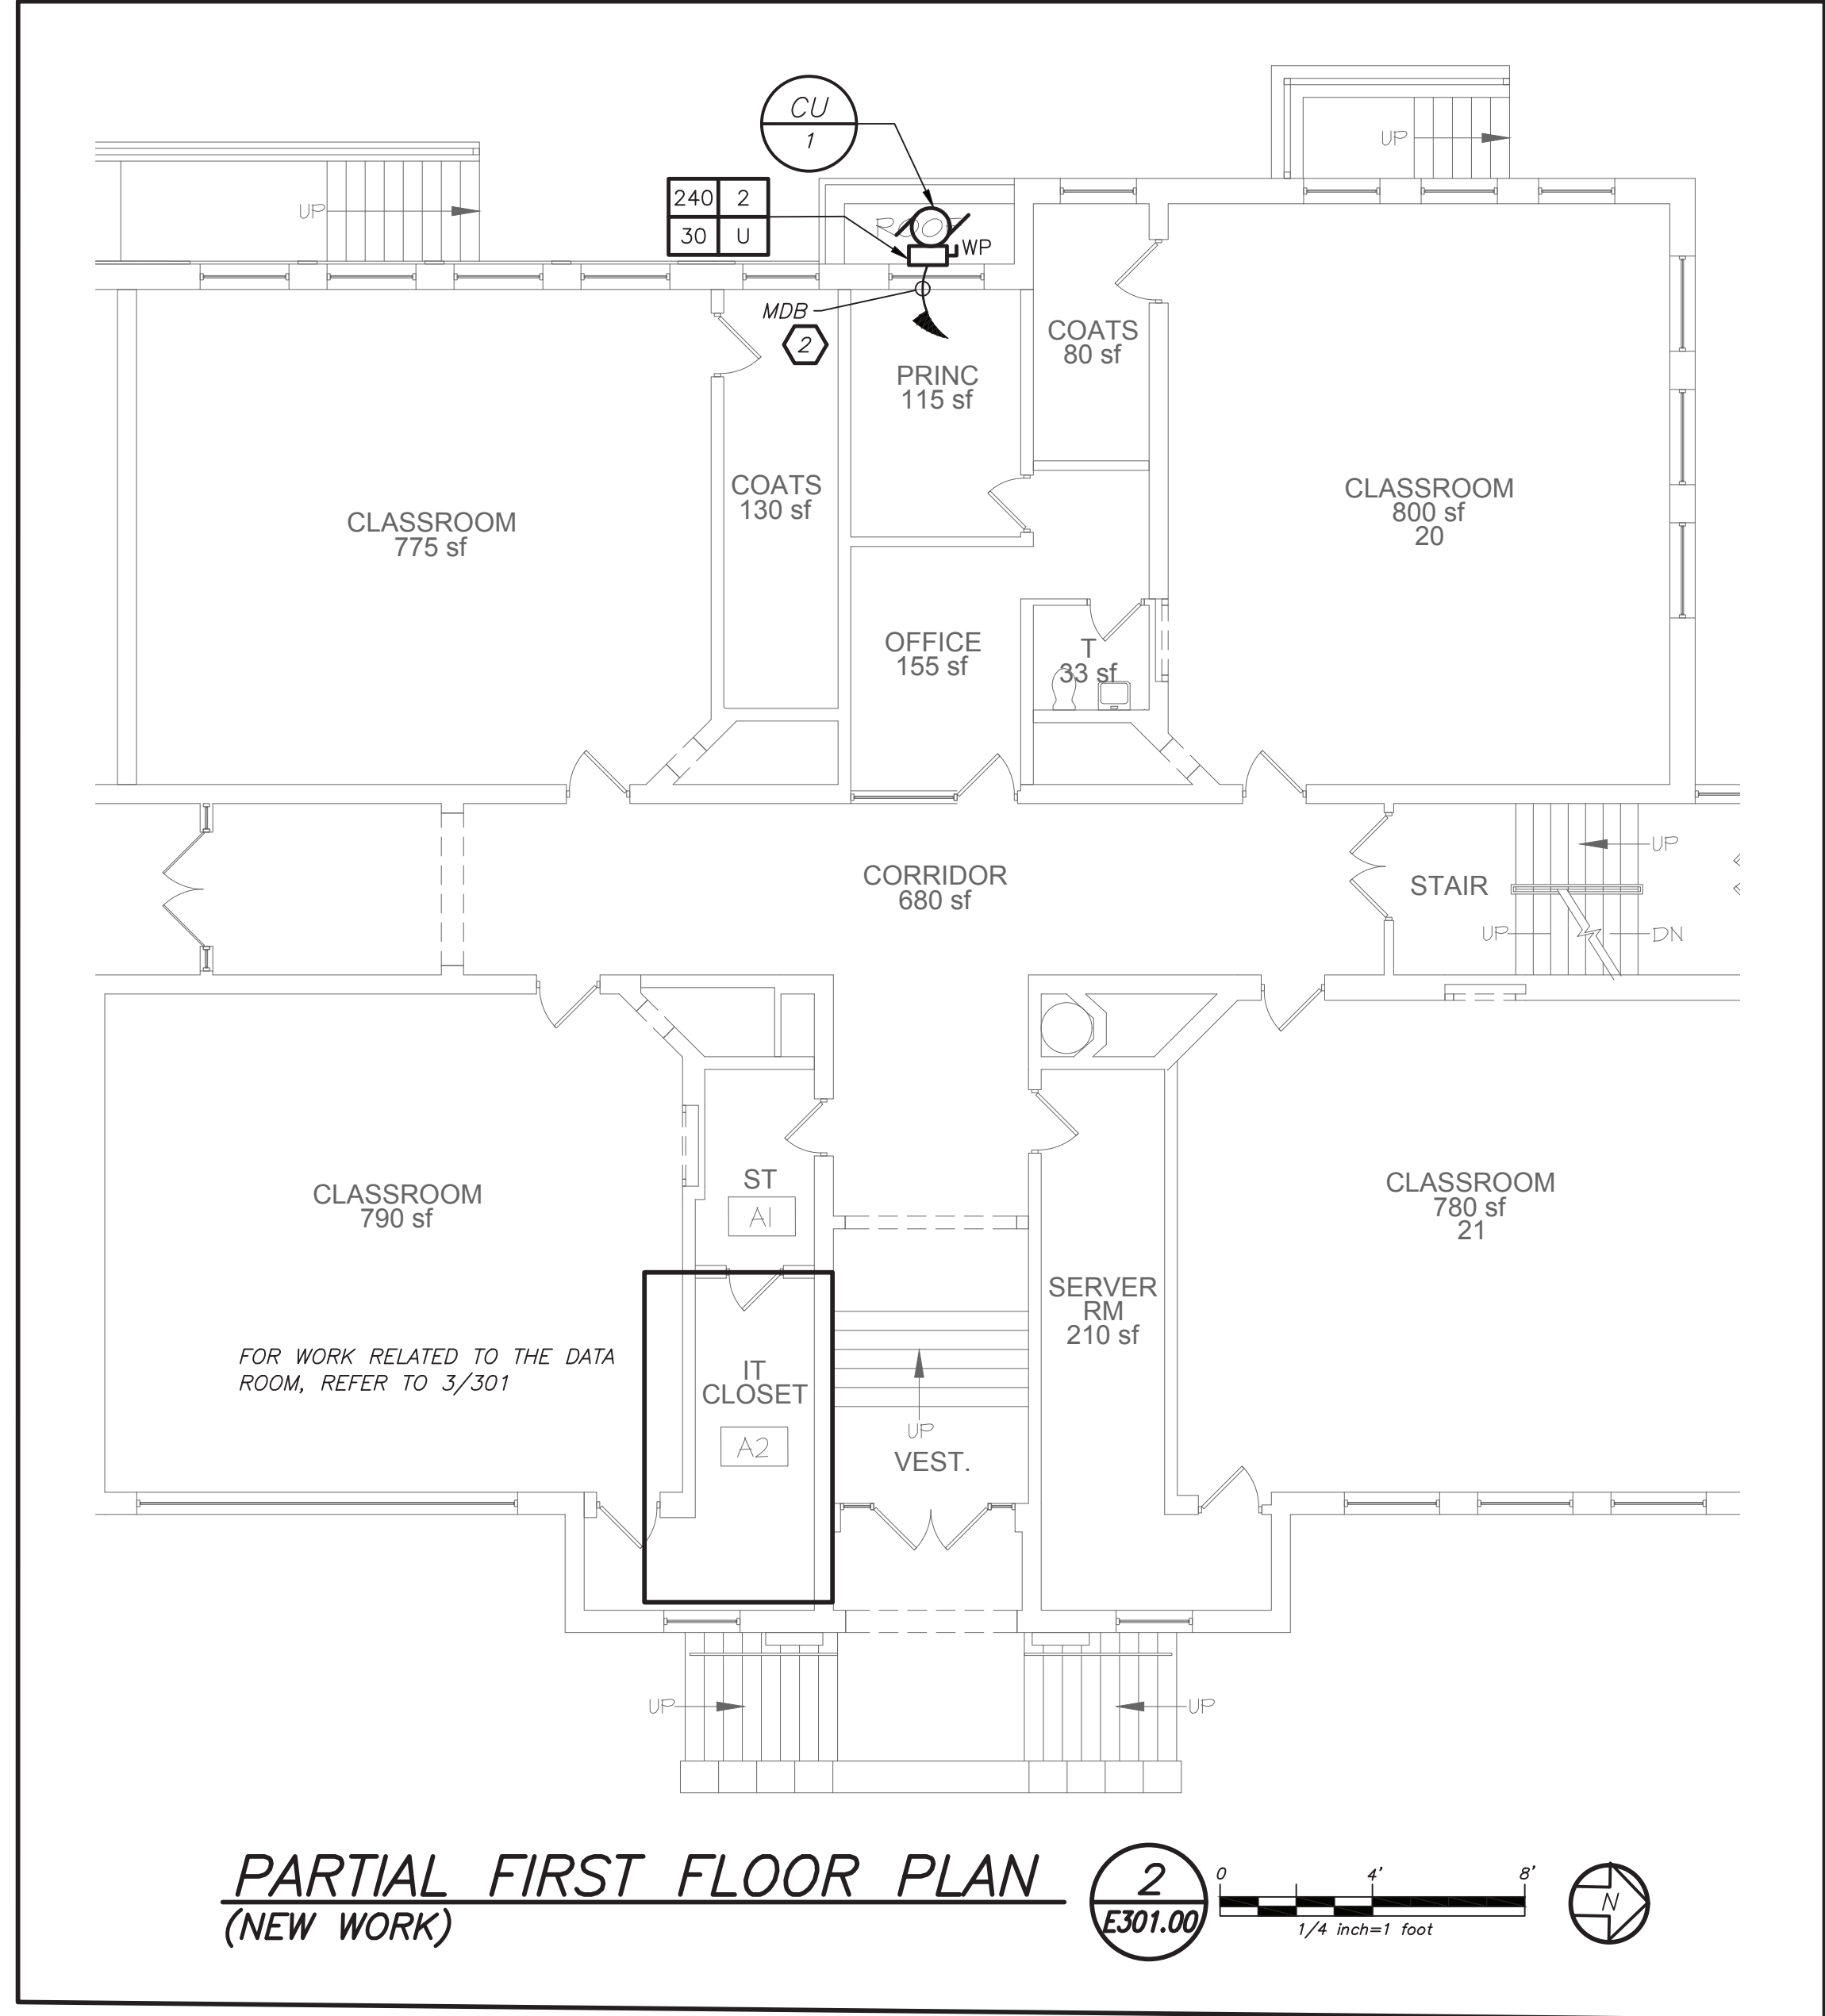 CU
1
UP
UP
240 2
30 U
ROOF
WP
MDB
2
COATS
80 sf
PRINC
115 sf
COATS
130 sf
CLASSROOM
775 sf
CLASSROOM
800 sf
20
OFFICE
155 sf
T
33 sf
CORRIDOR
680 sf
STAIR
UP
UP
DN
ST
A1
CLASSROOM
790 sf
CLASSROOM
780 sf
21
SERVER
RM
210 sf
FOR WORK RELATED TO THE DATA
ROOM, REFER TO 3/301
IT
CLOSET
A2
UP
VEST.
UP
UP
PARTIAL FIRST FLOOR PLAN
(NEW WORK)
2
E301.00
0 4' 8'
1/4 inch=1 foot
N